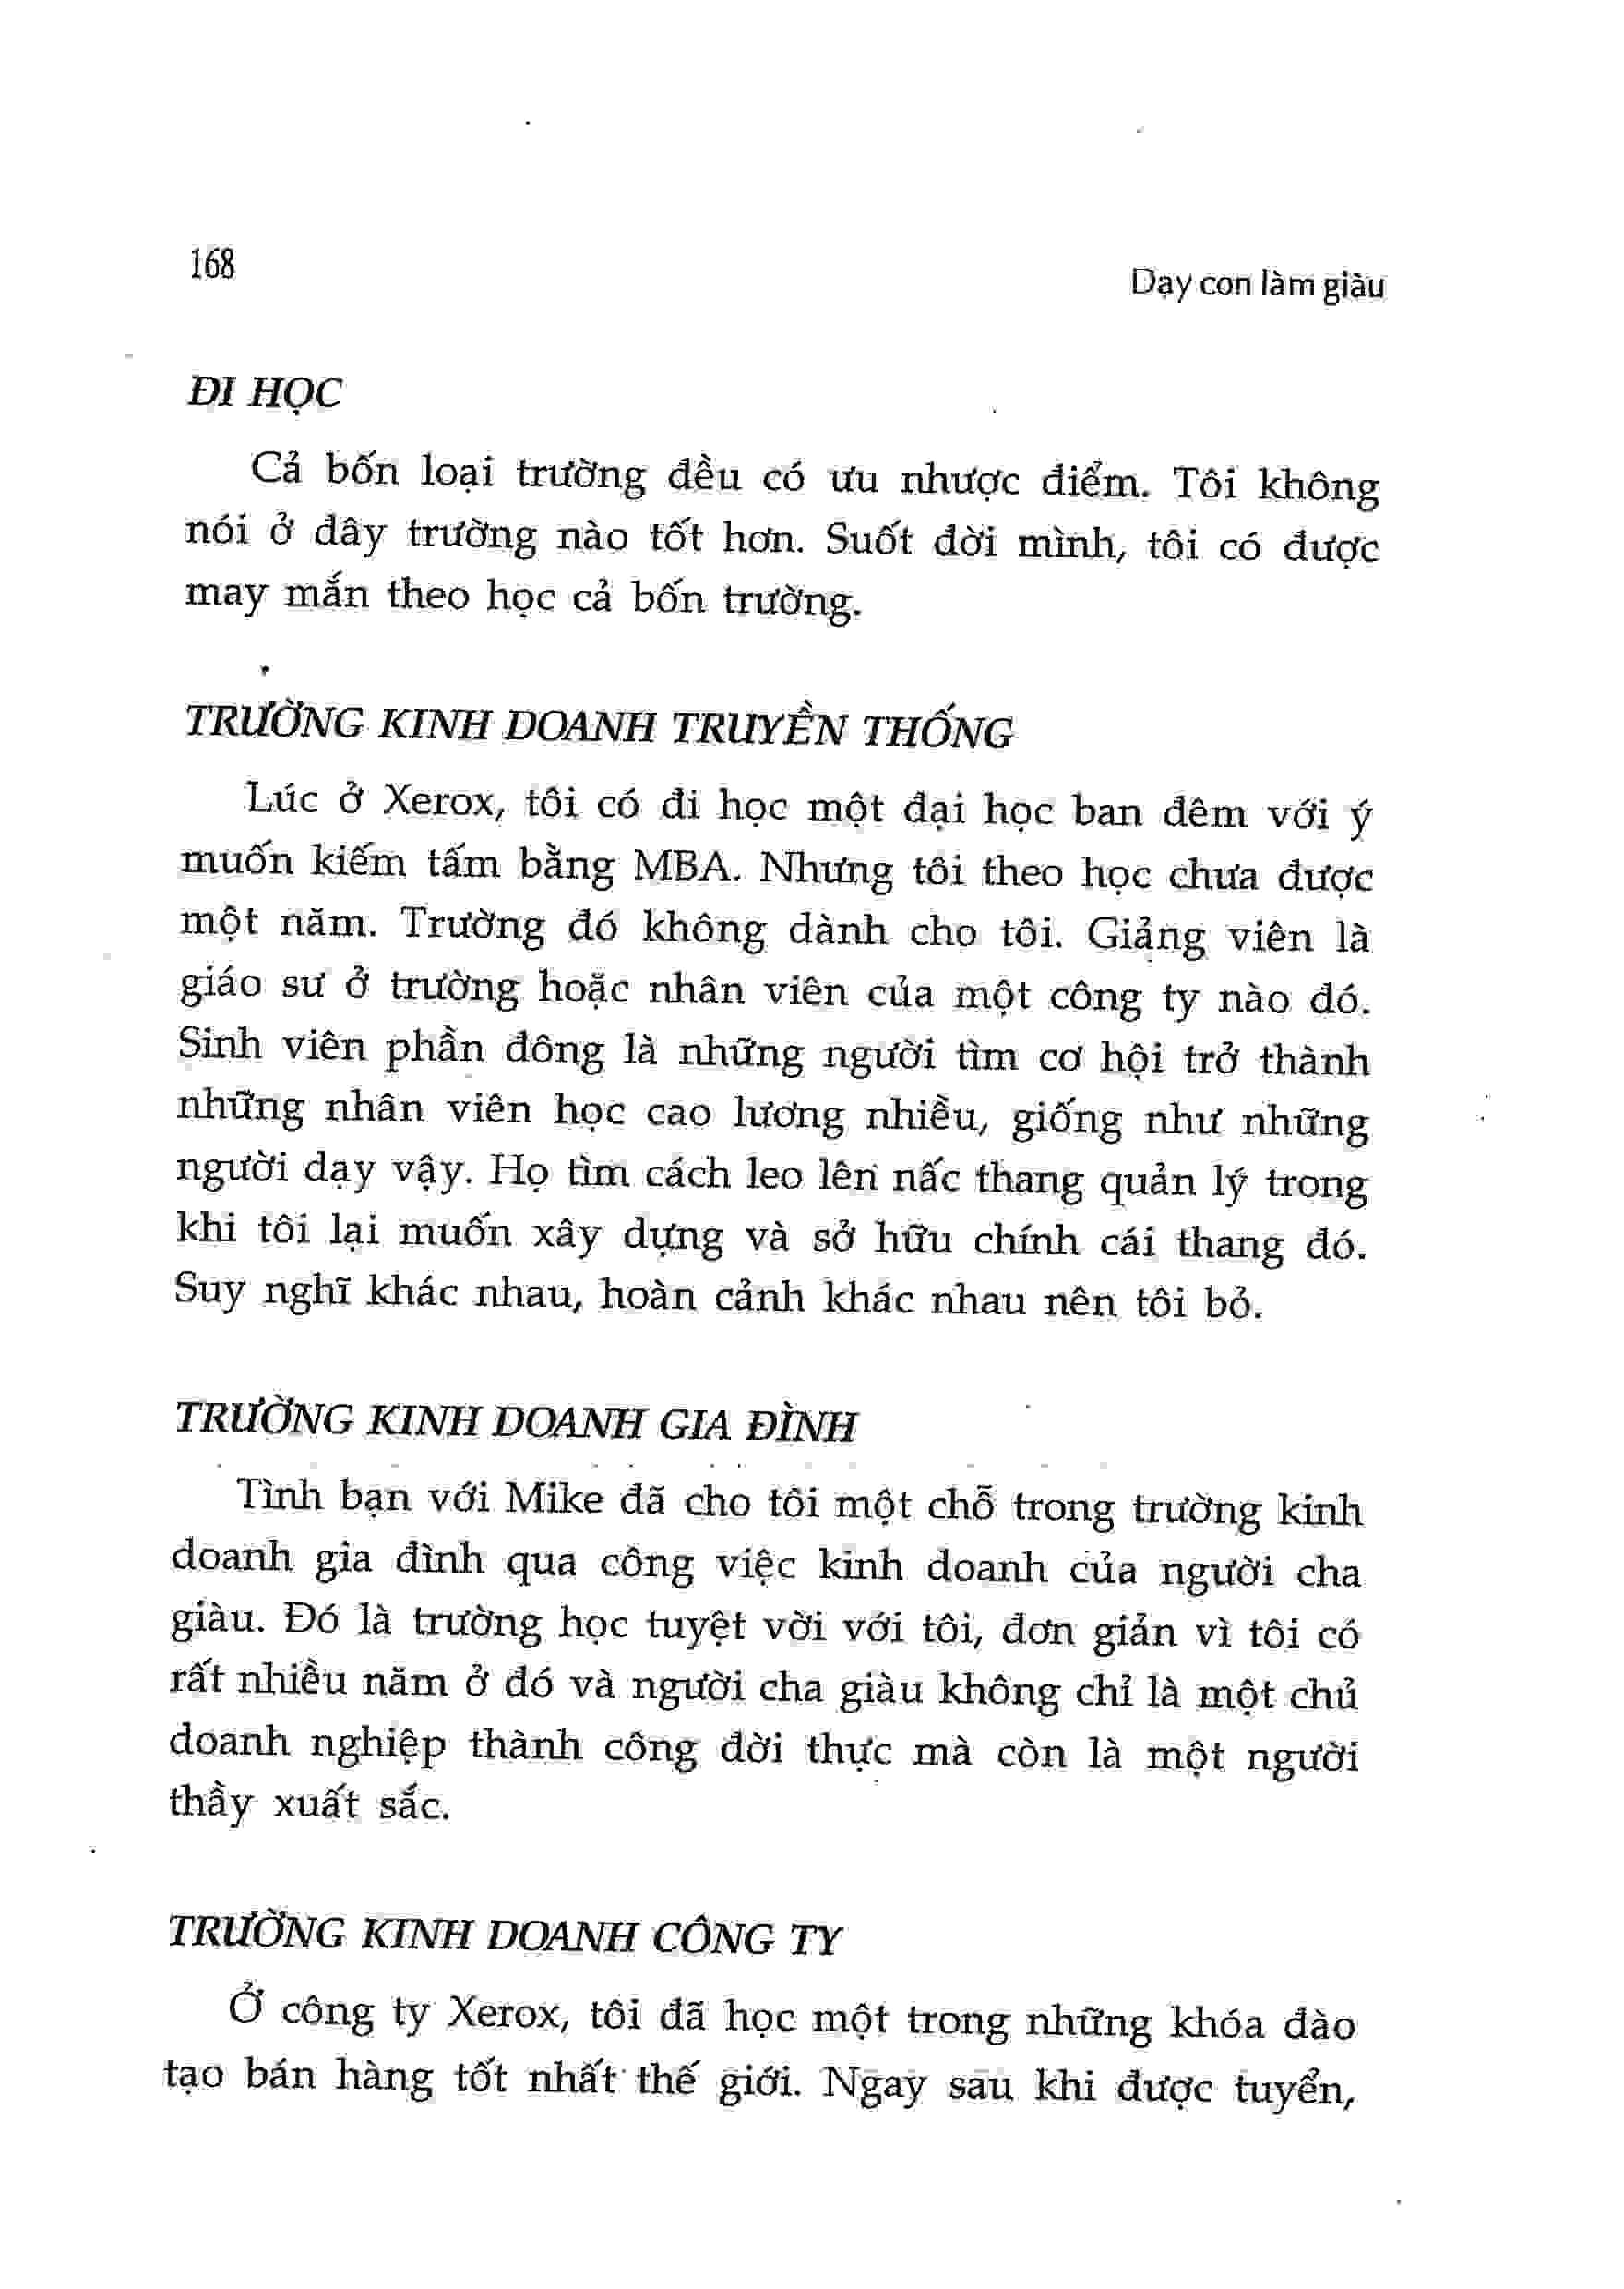 168
Dạy con làm giàu
ĐI HỌC
Cả bốn loại trường đều có ưu nhược điểm. Tôi không
nói ở đây trường nào tốt hơn. Suốt đời mình, tôi có được
may mắn theo học cả bốn trường.
TRƯỜNG KINH DOANH TRUYỀN THỐNG
Lúc ở Xerox, tôi có đi học một đại học ban đêm với ý
muốn kiếm tấm bằng MBA. Nhưng tôi theo học chưa được
một năm. Trường đó không dành cho tôi. Giảng viên là
giáo sư ở trường hoặc nhân viên của một công ty nào đó.
Sinh viên phần đông là những người tìm cơ hội trở thành
những nhân viên học cao lương nhiều, giống như những
người dạy vậy. Họ tìm cách leo lên nấc thang quản lý trong
khi tôi lại muốn xây dựng và sở hữu chính cái thang đó.
Suy nghĩ khác nhau, hoàn cảnh khác nhau nên tôi bỏ.
TRƯỜNG KINH DOANH GIA ĐÌNH
Tình bạn với Mike đã cho tôi một chỗ trong trường kinh
doanh gia đình qua công việc kinh doanh của người cha
giàu. Đó là trường học tuyệt vời với tôi, đơn giản vì tôi có
rất nhiều năm ở đó và người cha giàu không chỉ là một chủ
doanh nghiệp thành công đời thực mà còn là một người
thầy xuất sắc.
TRƯỜNG KINH DOANH CÔNG TY
Ở công ty Xerox, tôi đã học một trong những khóa đào
tạo bán hàng tốt nhất thế giới. Ngay sau khi được tuyển,